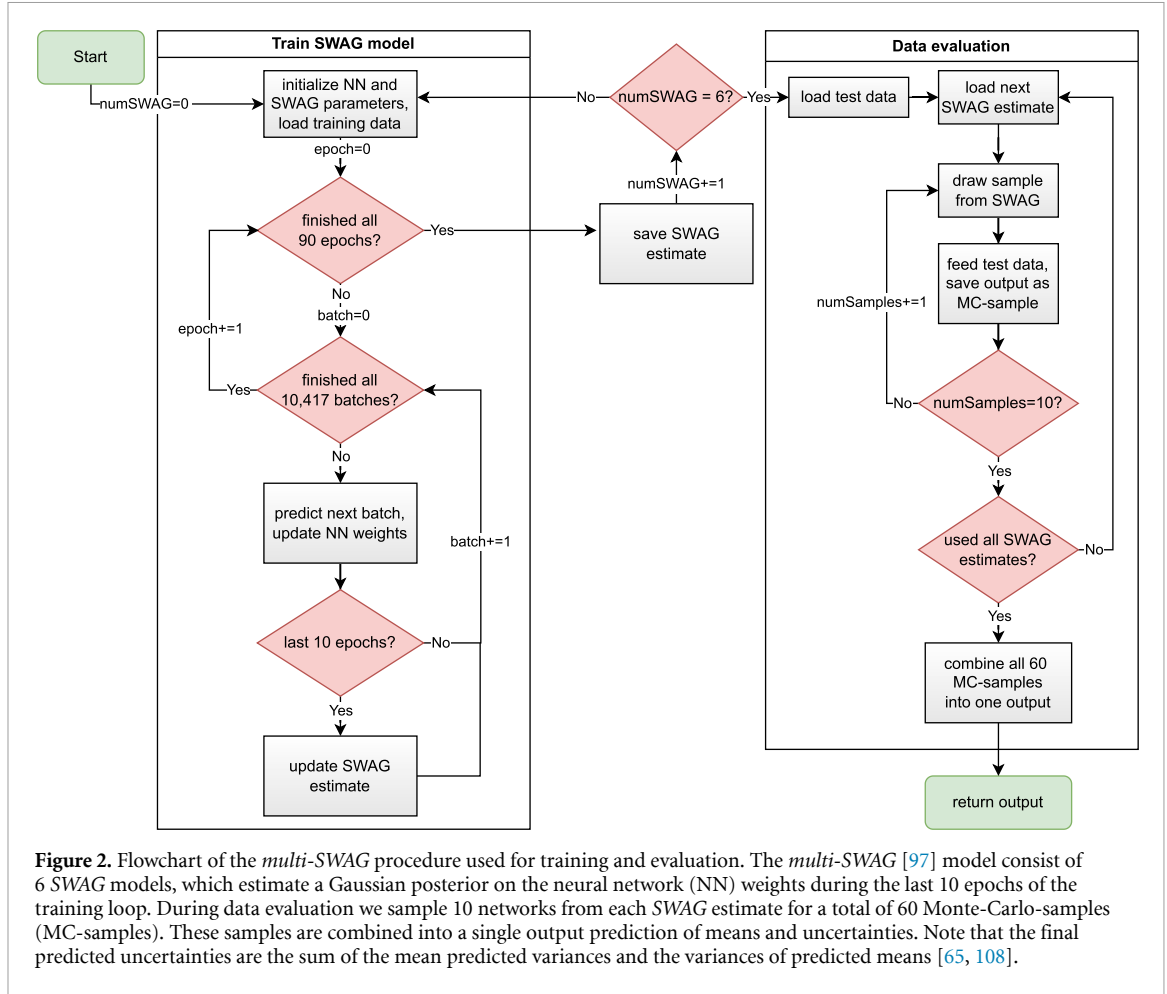 Start
numSWAG=0
Train SWAG model
initialize NN and
SWAG parameters,
load training data
epoch=0
finished all
90 epochs?
Yes
No
batch=0
epoch+=1
finished all
10,417 batches?
Yes
No
predict next batch,
update NN weights
batch+=1
last 10 epochs?
No
Yes
update SWAG
estimate
save SWAG
estimate
numSWAG+=1
numSWAG = 6?
No
Yes
Data evaluation
load test data
load next
SWAG estimate
draw sample
from SWAG
feed test data,
save output as
MC-sample
numSamples+=1
numSamples=10?
No
Yes
used all SWAG
estimates?
No
Yes
combine all 60
MC-samples
into one output
return output
Figure 2. Flowchart of the multi-SWAG procedure used for training and evaluation. The multi-SWAG [97] model consist of
6 SWAG models, which estimate a Gaussian posterior on the neural network (NN) weights during the last 10 epochs of the
training loop. During data evaluation we sample 10 networks from each SWAG estimate for a total of 60 Monte-Carlo-samples
(MC-samples). These samples are combined into a single output prediction of means and uncertainties. Note that the final
predicted uncertainties are the sum of the mean predicted variances and the variances of predicted means [65, 108].